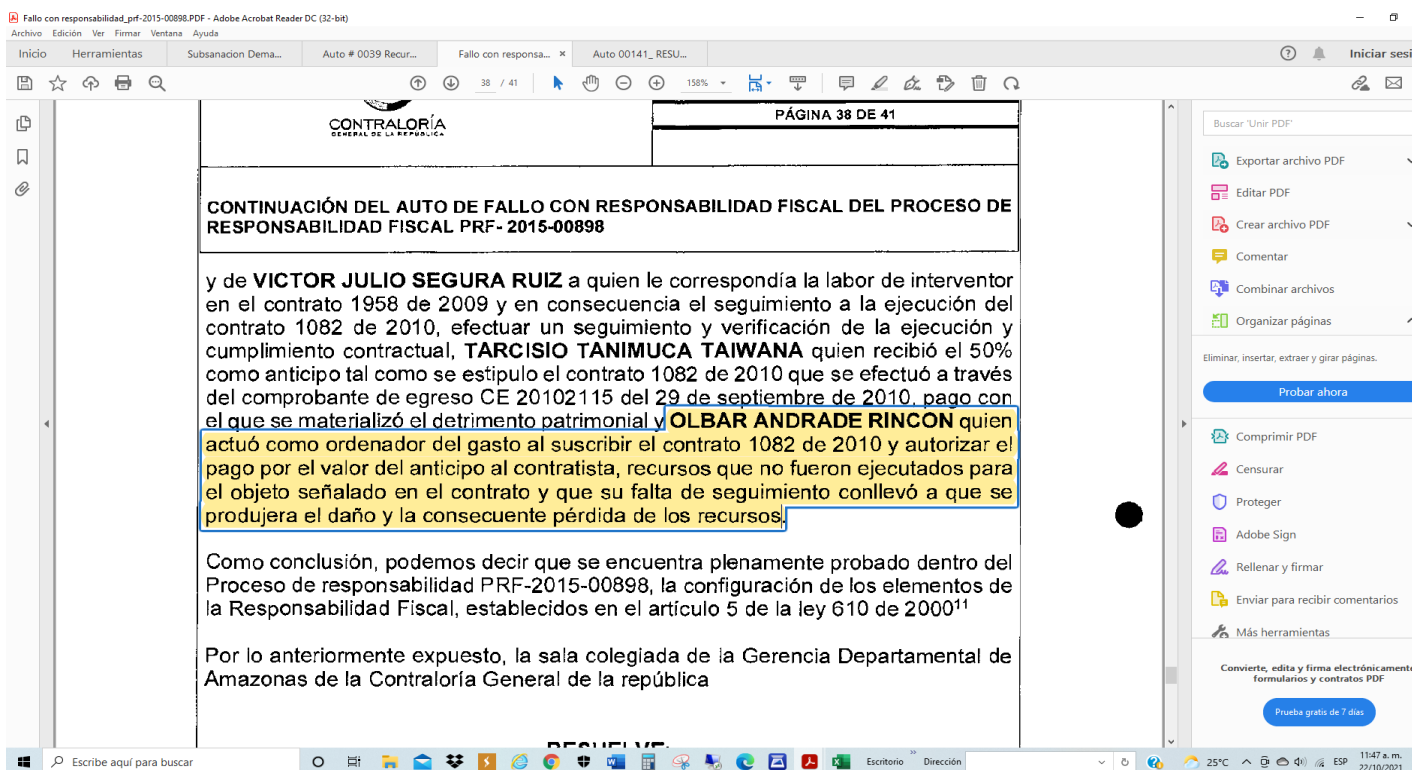 Fallo con responsabilidad_prf-2015-00898.PDF - Adobe Acrobat Reader DC (32-bit)
Archivo Edición Ver Firmar Ventana Ayuda
Inicio Herramientas Subsanacion Dema... Auto # 0039 Recur... Fallo con responsa... × Auto 00141_ RESU... Iniciar sesi
38 / 41 158%
CONTRALORÍA
GENERAL DE LA REPÚBLICA
PÁGINA 38 DE 41
CONTINUACIÓN DEL AUTO DE FALLO CON RESPONSABILIDAD FISCAL DEL PROCESO DE
RESPONSABILIDAD FISCAL PRF- 2015-00898
y de VICTOR JULIO SEGURA RUIZ a quien le correspondía la labor de interventor
en el contrato 1958 de 2009 y en consecuencia el seguimiento a la ejecución del
contrato 1082 de 2010, efectuar un seguimiento y verificación de la ejecución y
cumplimiento contractual, TARCISIO TANIMUCA TAIWANA quien recibió el 50%
como anticipo tal como se estipulo el contrato 1082 de 2010 que se efectuó a través
del comprobante de egreso CE 20102115 del 29 de septiembre de 2010, pago con
el que se materializó el detrimento patrimonial y OLBAR ANDRADE RINCON quien
actuó como ordenador del gasto al suscribir el contrato 1082 de 2010 y autorizar el
pago por el valor del anticipo al contratista, recursos que no fueron ejecutados para
el objeto señalado en el contrato y que su falta de seguimiento conllevó a que se
produjera el daño y la consecuente pérdida de los recursos.
Como conclusión, podemos decir que se encuentra plenamente probado dentro del
Proceso de responsabilidad PRF-2015-00898, la configuración de los elementos de
la Responsabilidad Fiscal, establecidos en el artículo 5 de la ley 610 de 2000¹¹
Por lo anteriormente expuesto, la sala colegiada de la Gerencia Departamental de
Amazonas de la Contraloría General de la república
RESUELVE:
Buscar 'Unir PDF'
Exportar archivo PDF
Editar PDF
Crear archivo PDF
Comentar
Combinar archivos
Organizar páginas
Eliminar, insertar, extraer y girar páginas.
Probar ahora
Comprimir PDF
Censurar
Proteger
Adobe Sign
Rellenar y firmar
Enviar para recibir comentarios
Más herramientas
Convierte, edita y firma electrónicamente
formularios y contratos PDF
Prueba gratis de 7 días
Escribe aquí para buscar Escritorio Dirección 25°C ESP 11:47 a. m.
22/10/2021